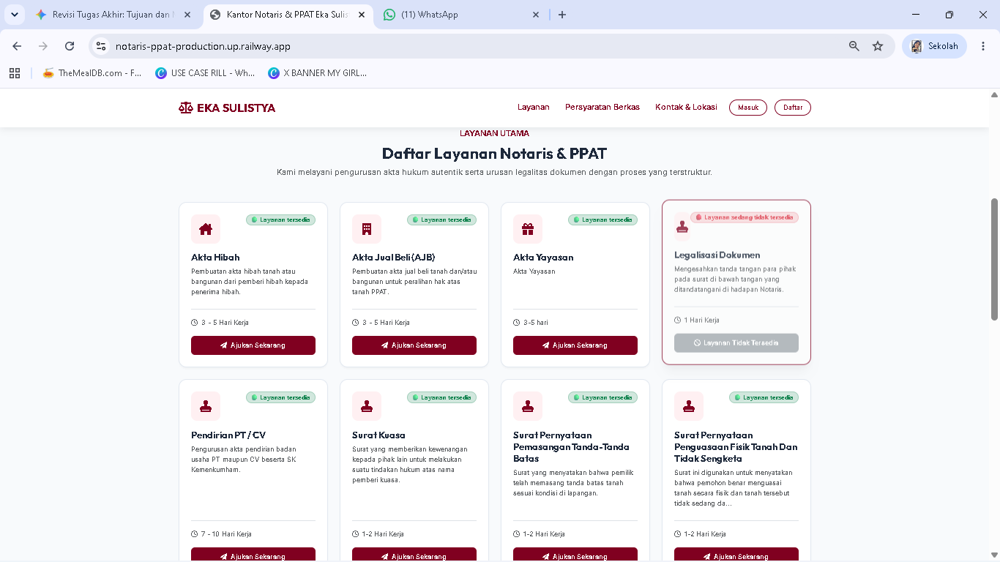 Revisi Tugas Akhir: Tujuan dan
Kantor Notaris & PPAT Eka Sulis
(11) WhatsApp
notaris-ppat-production.up.railway.app
Sekolah
TheMealDB.com - F...
USE CASE RILL - Wh...
X BANNER MY GIRL...
EKA SULISTYA
Layanan
Persyaratan Berkas
Kontak & Lokasi
Masuk
Daftar
LAYANAN UTAMA
Daftar Layanan Notaris & PPAT
Kami melayani pengurusan akta hukum autentik serta urusan legalitas dokumen dengan proses yang terstruktur.
Layanan tersedia
Akta Hibah
Pembuatan akta hibah tanah atau
bangunan dari pemberi hibah kepada
penerima hibah.
3 - 5 Hari Kerja
Ajukan Sekarang
Layanan tersedia
Akta Jual Beli (AJB)
Pembuatan akta jual beli tanah dan/atau
bangunan untuk peralihan hak atas
tanah PPAT.
3 - 5 Hari Kerja
Ajukan Sekarang
Layanan tersedia
Akta Yayasan
Akta Yayasan
3-5 hari
Ajukan Sekarang
Layanan sedang tidak tersedia
Legalisasi Dokumen
Mengesahkan tanda tangan para pihak
pada surat di bawah tangan yang
ditandatangani di hadapan Notaris.
1 Hari Kerja
Layanan Tidak Tersedia
Layanan tersedia
Pendirian PT / CV
Pengurusan akta pendirian badan
usaha PT maupun CV beserta SK
Kemenkumham.
7 - 10 Hari Kerja
Ajukan Sekarang
Layanan tersedia
Surat Kuasa
Surat yang memberikan kewenangan
kepada pihak lain untuk melakukan
suatu tindakan hukum atas nama
pemberi kuasa.
1-2 Hari Kerja
Ajukan Sekarang
Layanan tersedia
Surat Pernyataan
Pemasangan Tanda-Tanda
Batas
Surat yang menyatakan bahwa pemilik
telah memasang tanda batas tanah
sesuai kondisi di lapangan.
1-2 Hari Kerja
Ajukan Sekarang
Layanan tersedia
Surat Pernyataan
Penguasaan Fisik Tanah Dan
Tidak Sengketa
Surat ini digunakan untuk menyatakan
bahwa pemohon benar menguasai
tanah secara fisik dan tanah tersebut
tidak sedang da...
1-2 Hari Kerja
Ajukan Sekarang